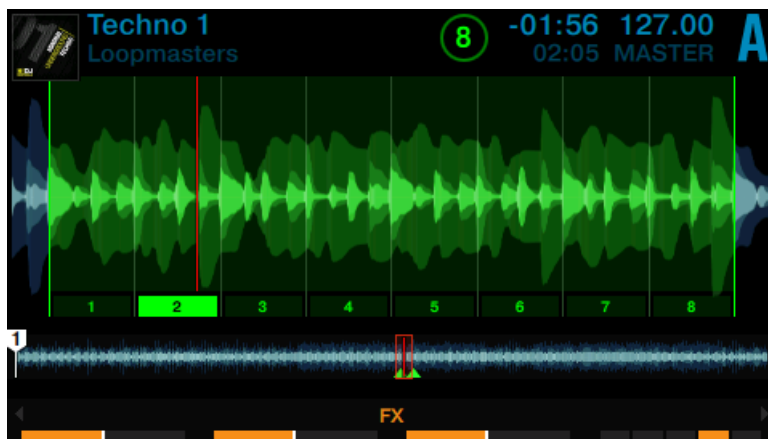 Techno 1
Loopmasters
8
-01:56 127.00
02:05 MASTER
A
1 2 3 4 5 6 7 8
1
FX